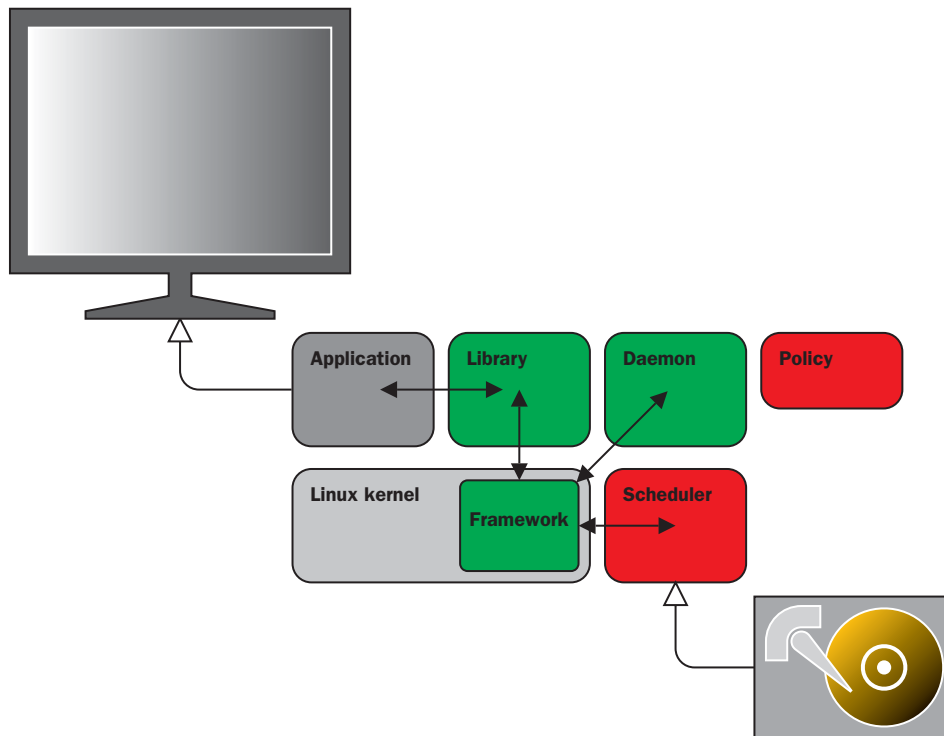 Application
Library
Daemon
Policy
Linux kernel
Framework
Scheduler